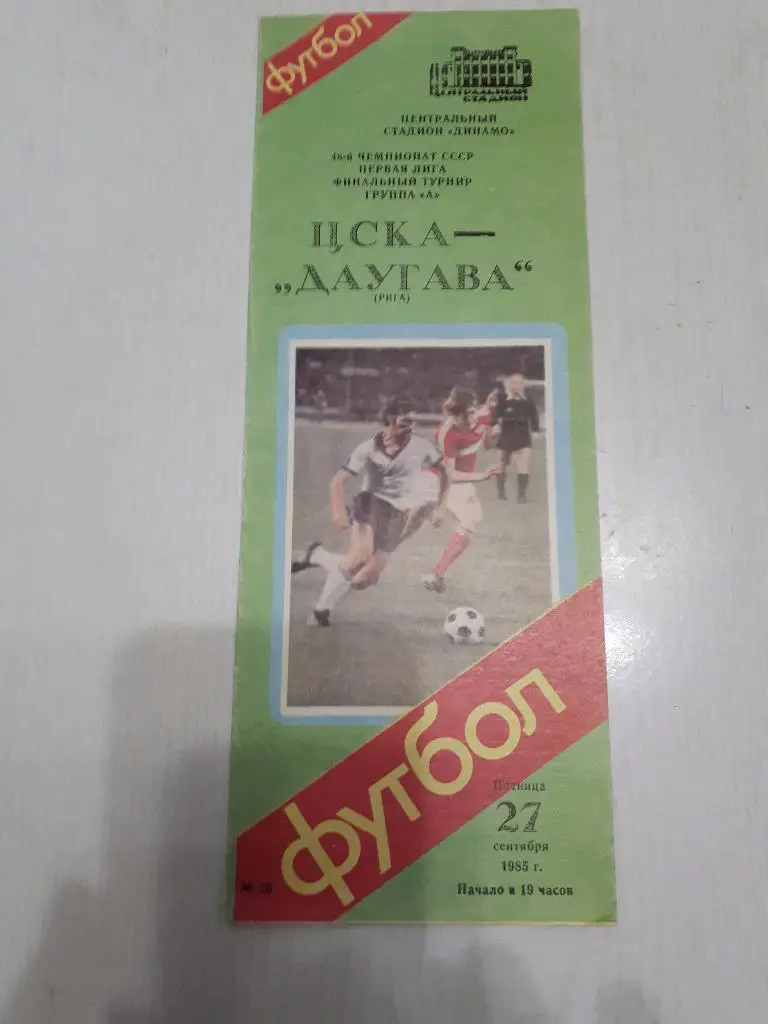 футбол
ЦЕНТРАЛЬНЫЙ
СТАДИОН
ЦЕНТРАЛЬНЫЙ
СТАДИОН «ДИНАМО»
48-й ЧЕМПИОНАТ СССР
ПЕРВАЯ ЛИГА
ФИНАЛЬНЫЙ ТУРНИР
ГРУППА «А»
ЦСКА—
„ДАУГАВА“
(РИГА)
футбол
Пятница
27
сентября
1985 г.
Начало в 19 часов
№